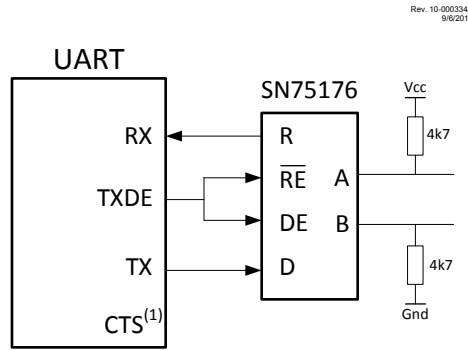 Rev. 10-000334
9/6/201
UART
SN75176
Vcc
RX
R
4k7
RE
A
TXDE
DE
B
TX
D
4k7
CTS(1)
Gnd